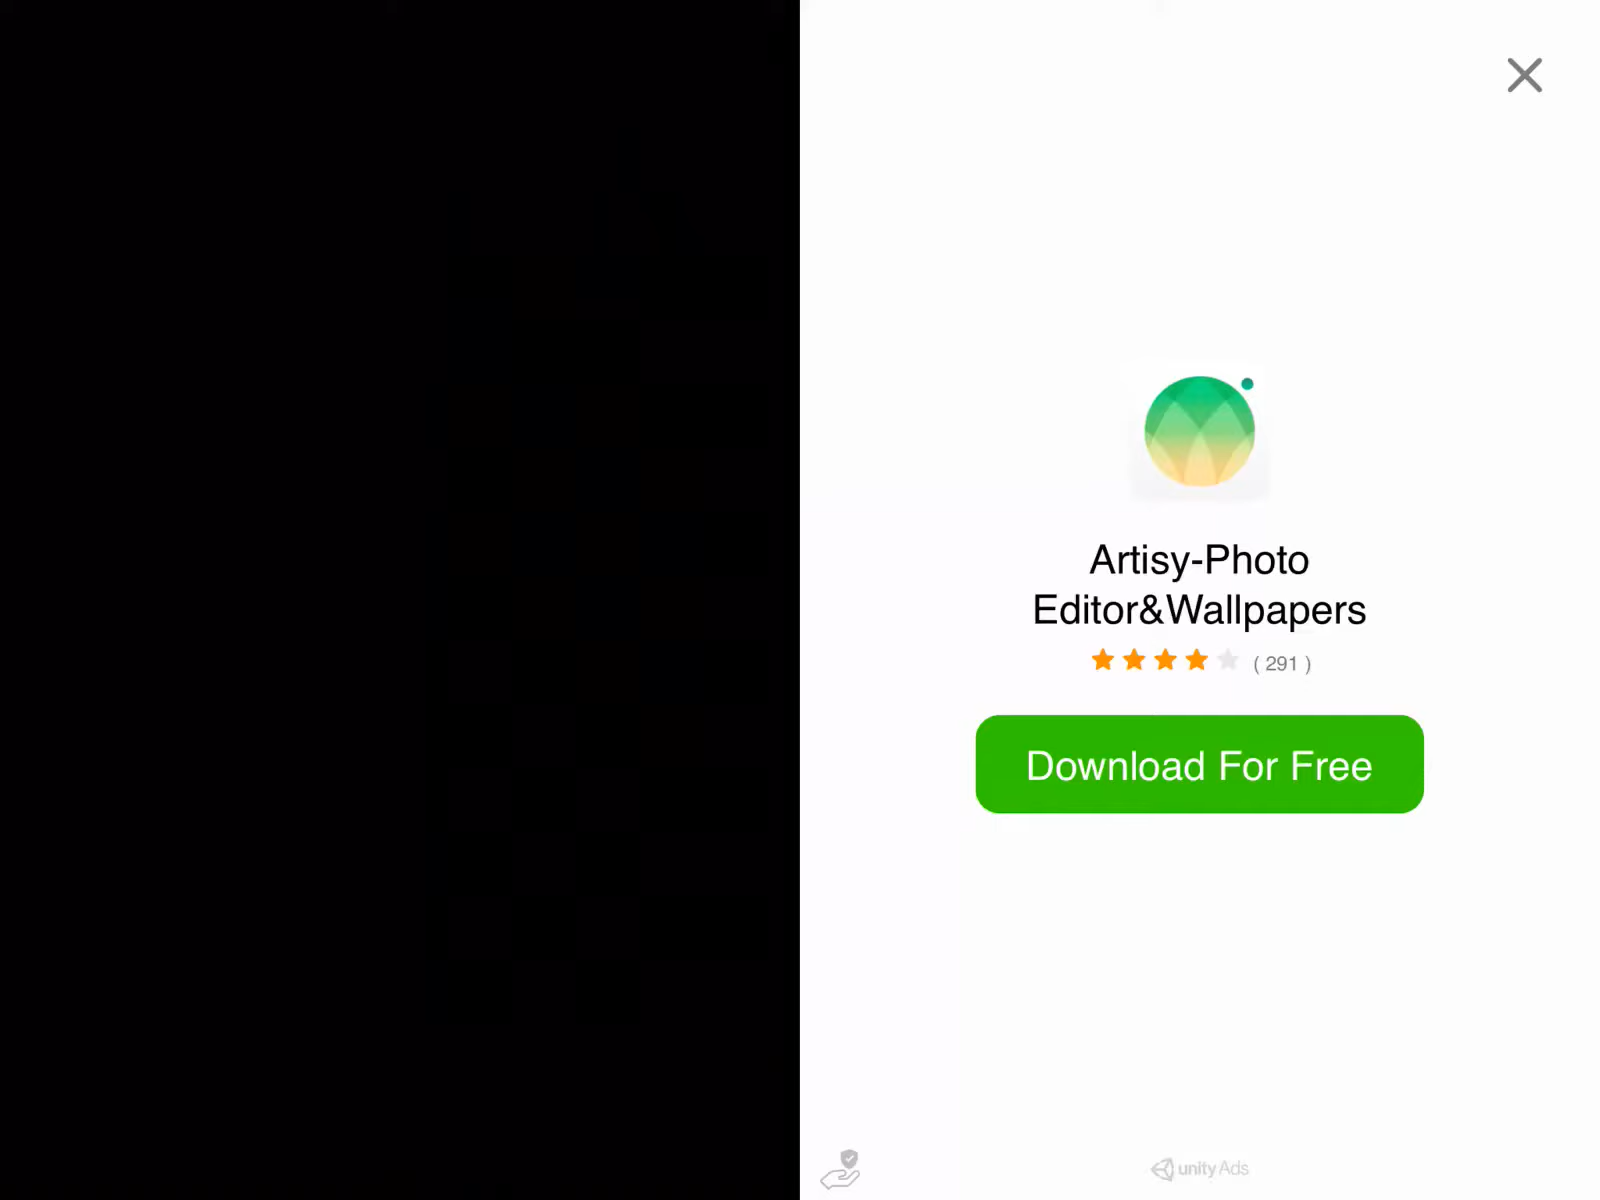 Artisy-Photo
Editor&Wallpapers
( 291 )
Download For Free
unity Ads